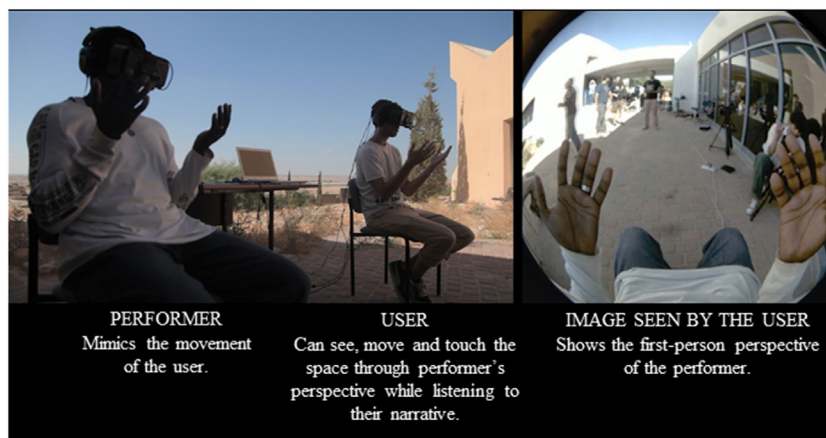 PERFORMER
Mimics the movement
of the user.
USER
Can see, move and touch the
space through performer's
perspective while listening to
their narrative.
IMAGE SEEN BY THE USER
Shows the first-person perspective
of the performer.